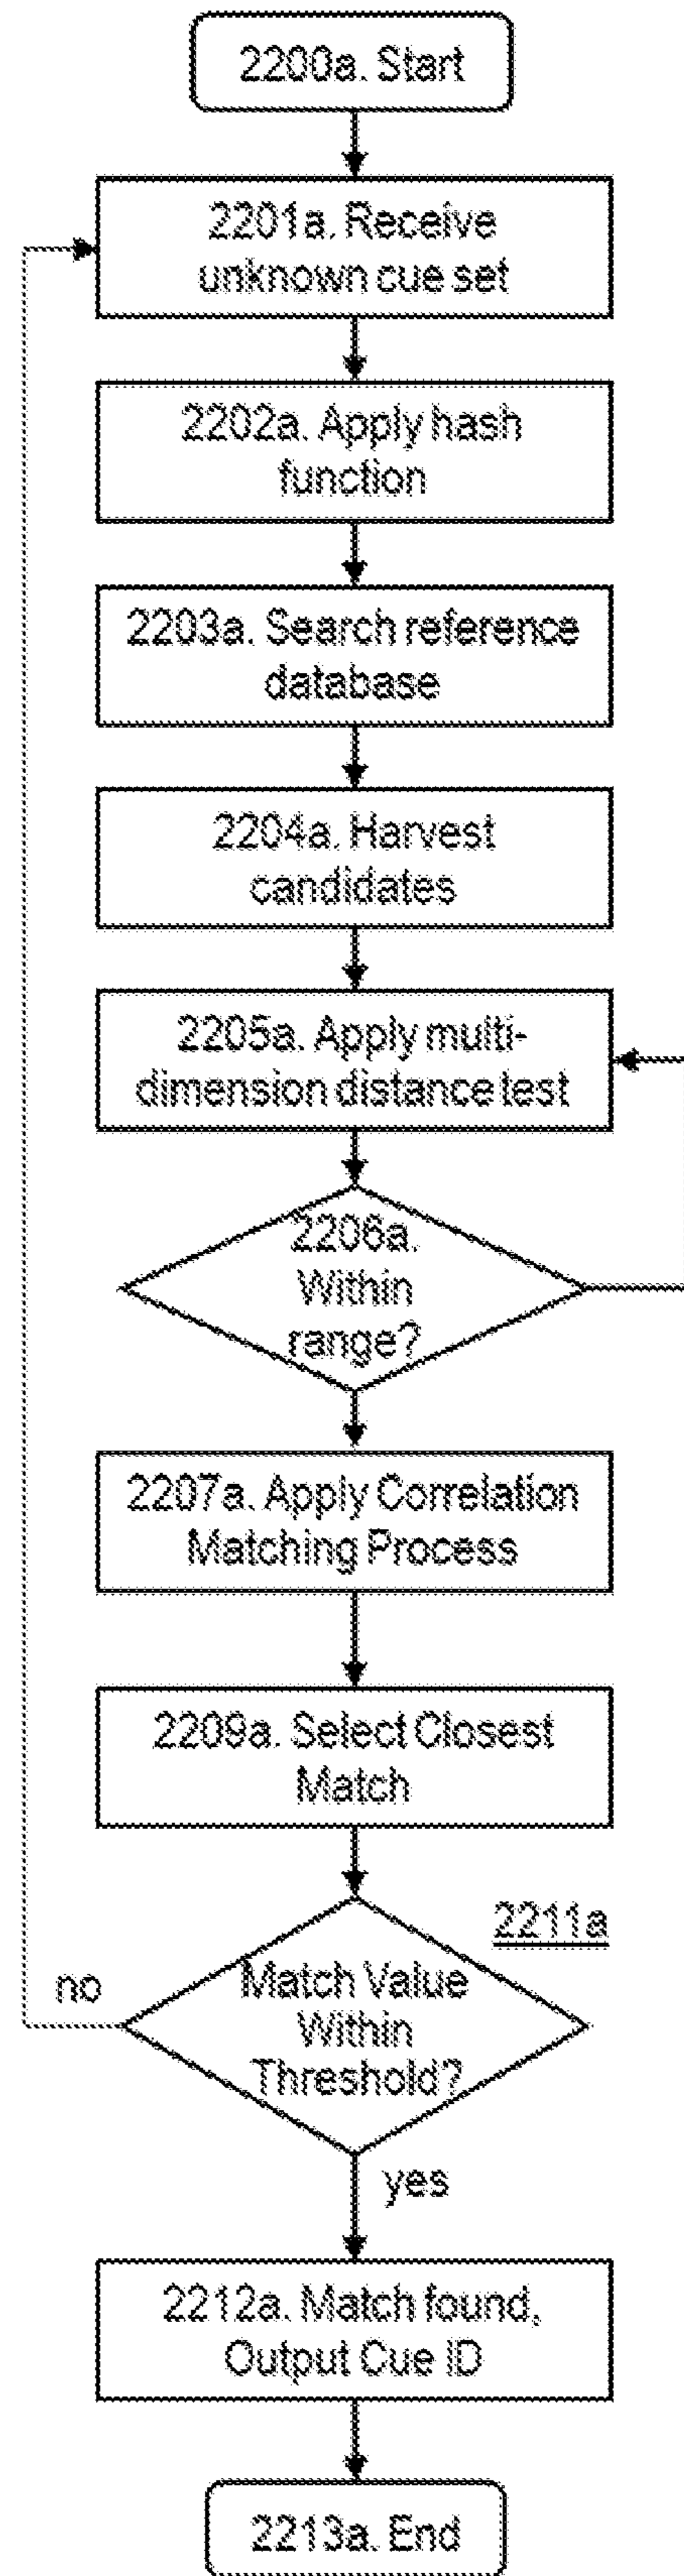 2200a. Start
2201a. Receive
unknown cue set
2202a. Apply hash
function
2203a. Search reference
database
2204a. Harvest
candidates
2205a. Apply multi-
dimension distance test
2206a.
Within
range?
2207a. Apply Correlation
Matching Process
2209a. Select Closest
Match
2211a
no
Match Value
Within
Threshold?
yes
2212a. Match found,
Output Cue ID
2213a. End